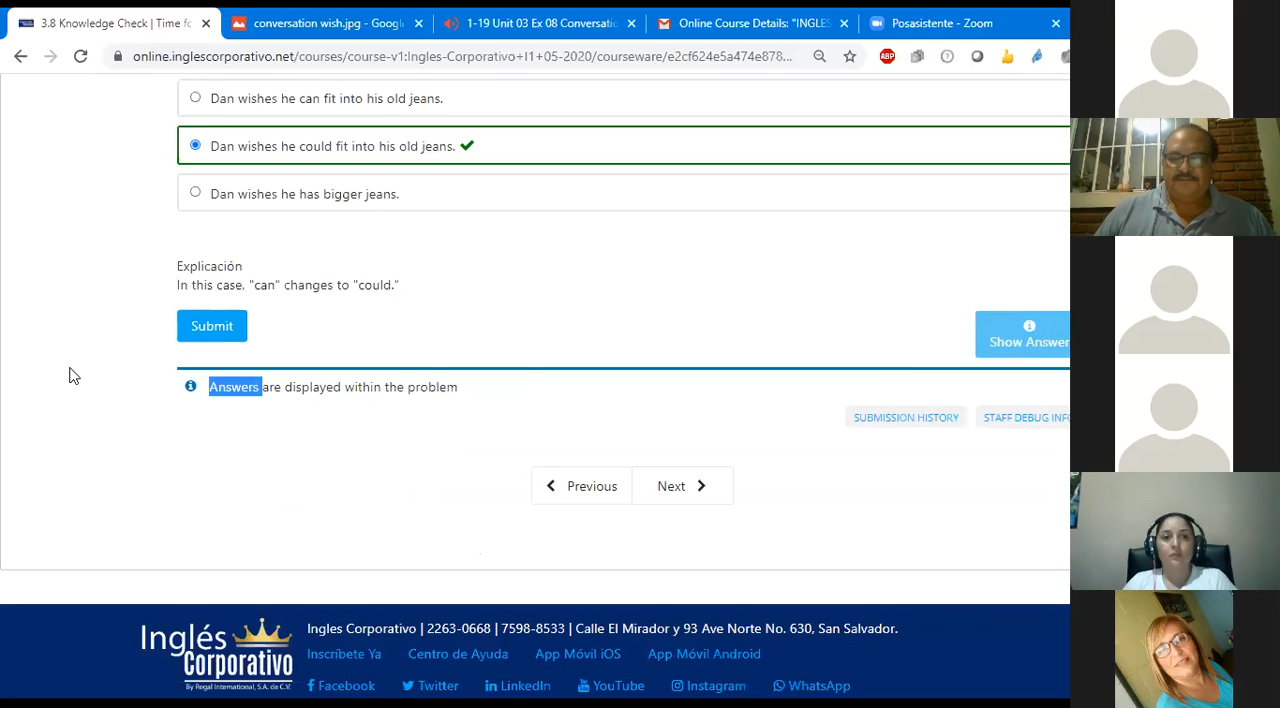 3.8 Knowledge Check | Time fo
conversation wish.jpg - Google
1-19 Unit 03 Ex 08 Conversatio
Online Course Details: "INGLES
Posasistente - Zoom
online.inglescorporativo.net/courses/course-v1:Ingles-Corporativo+I1+05-2020/courseware/e2cf624e5a474e878...
ABP
Dan wishes he can fit into his old jeans.
Dan wishes he could fit into his old jeans.
Dan wishes he has bigger jeans.
Explicación
In this case, "can" changes to "could."
Submit
Show Answer
Answers are displayed within the problem
SUBMISSION HISTORY
STAFF DEBUG INFO
Previous
Next
Inglés
Corporativo
By Regal International, S.A. de C.V.
Ingles Corporativo | 2263-0668 | 7598-8533 | Calle El Mirador y 93 Ave Norte No. 630, San Salvador.
Inscríbete Ya Centro de Ayuda App Móvil iOS App Móvil Android
Facebook Twitter LinkedIn YouTube Instagram WhatsApp